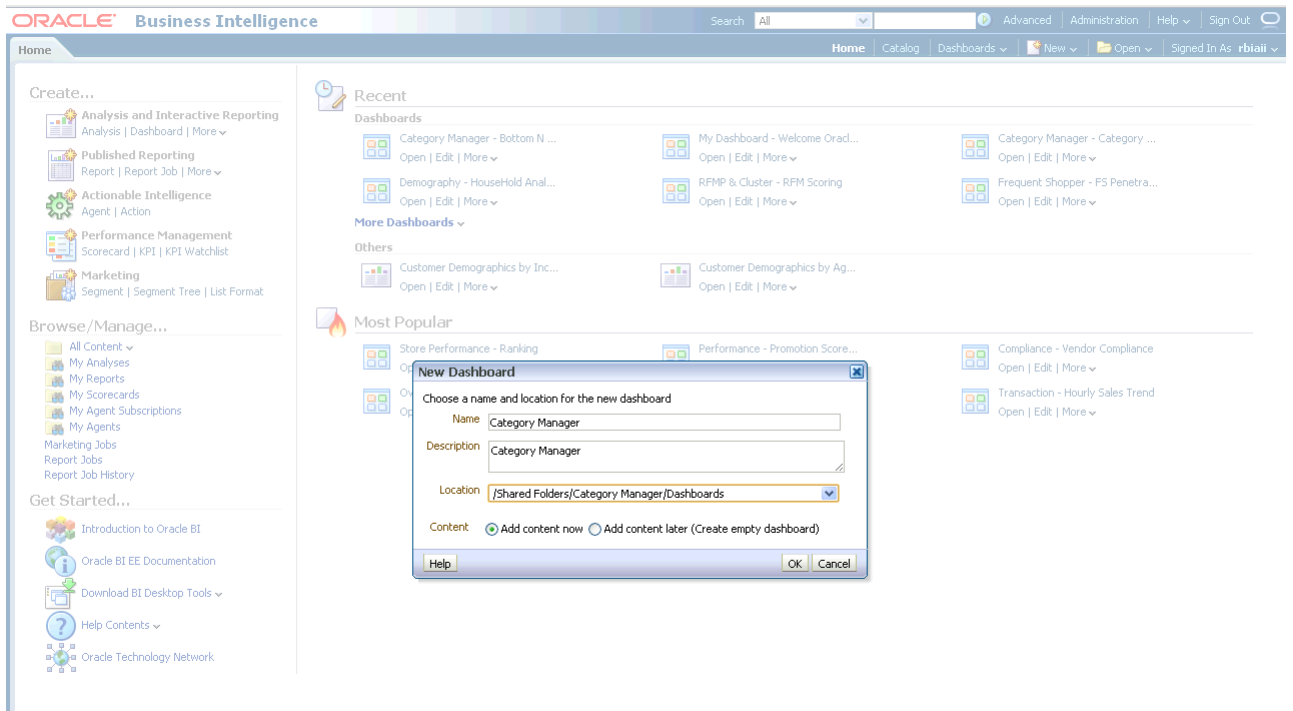 ORACLE Business Intelligence
Search All Advanced Administration Help Sign Out
Home
Home Catalog Dashboards New Open Signed In As rbiaii
Create...
Analysis and Interactive Reporting
Analysis | Dashboard | More
Published Reporting
Report | Report Job | More
Actionable Intelligence
Agent | Action
Performance Management
Scorecard | KPI | KPI Watchlist
Marketing
Segment | Segment Tree | List Format
Browse/Manage...
All Content
My Analyses
My Reports
My Scorecards
My Agent Subscriptions
My Agents
Marketing Jobs
Report Jobs
Report Job History
Get Started...
Introduction to Oracle BI
Oracle BI EE Documentation
Download BI Desktop Tools
Help Contents
Oracle Technology Network
Recent
Dashboards
Category Manager - Bottom N ... My Dashboard - Welcome Oracl... Category Manager - Category ...
Open | Edit | More Open | Edit | More Open | Edit | More
Demography - HouseHold Anal... RFMP & Cluster - RFM Scoring Frequent Shopper - FS Penetra...
Open | Edit | More Open | Edit | More Open | Edit | More
More Dashboards
Others
Customer Demographics by Inc... Customer Demographics by Ag...
Open | Edit | More Open | Edit | More
Most Popular
Store Performance - Ranking Performance - Promotion Score... Compliance - Vendor Compliance
Open | Edit | More
Transaction - Hourly Sales Trend
Open | Edit | More
New Dashboard
Choose a name and location for the new dashboard
Name Category Manager
Description Category Manager
Location /Shared Folders/Category Manager/Dashboards
Content Add content now Add content later (Create empty dashboard)
Help OK Cancel